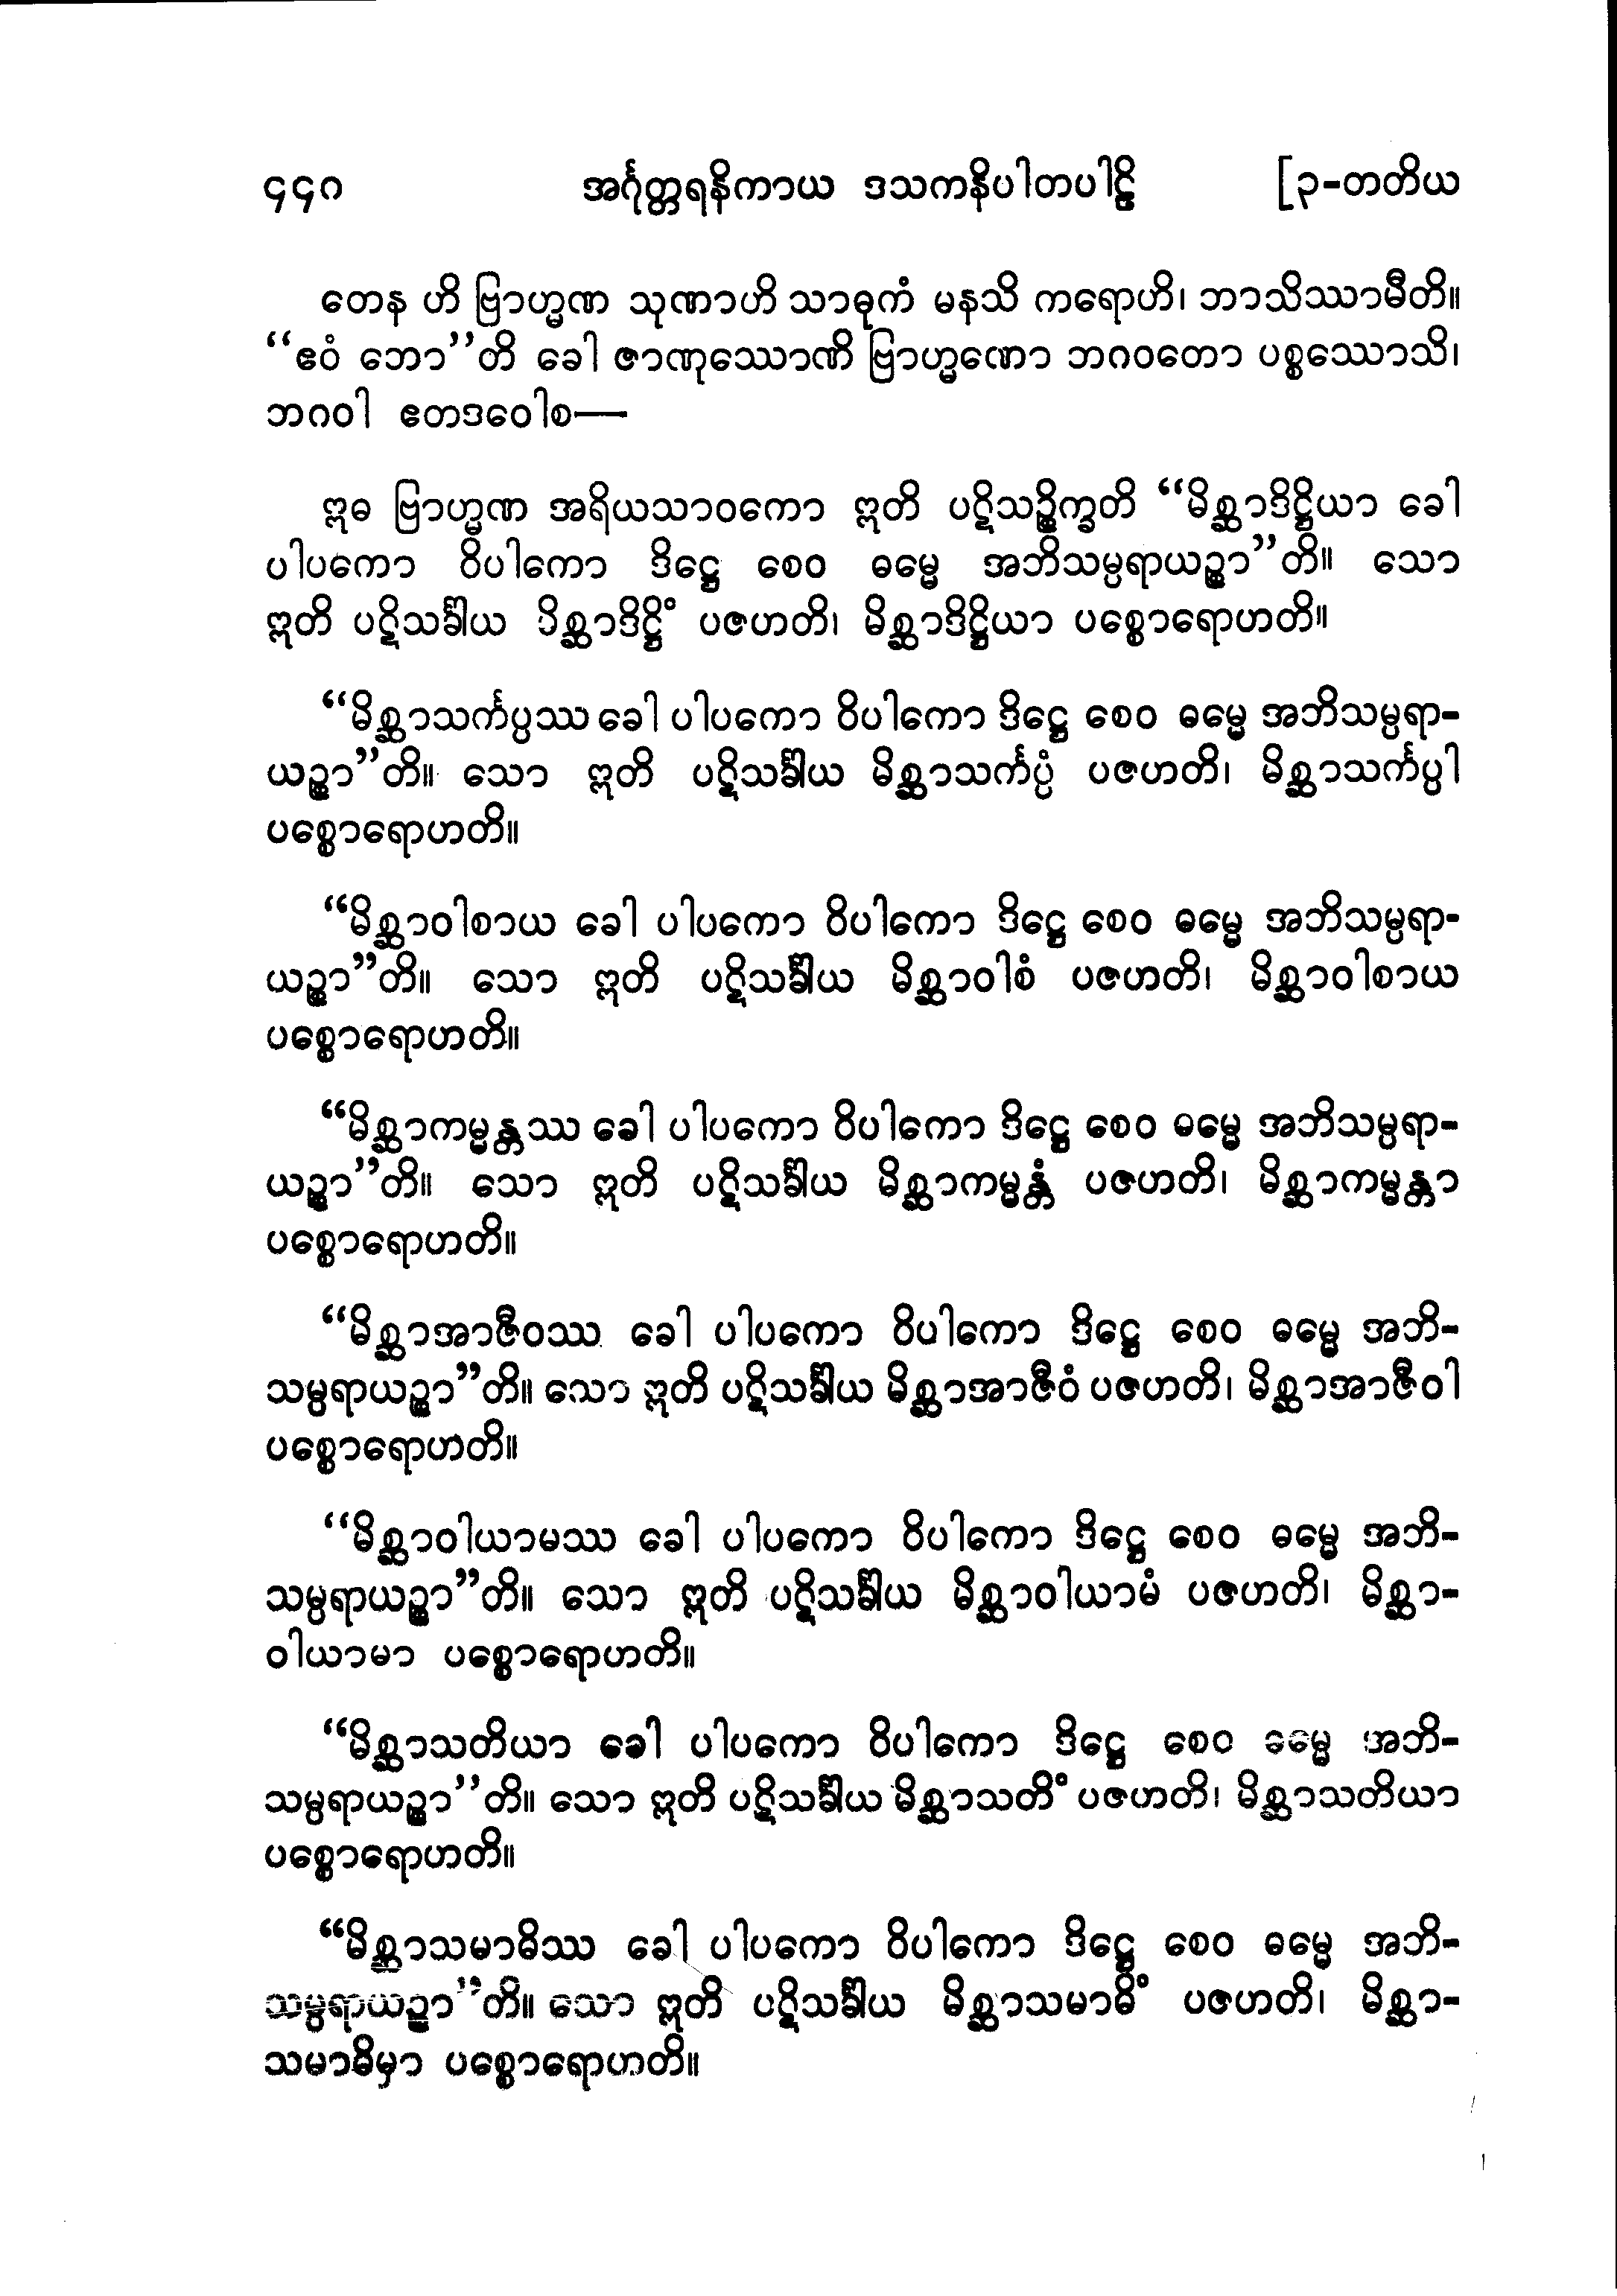 ၄၄၈ အင်္ဂုတ္တရနိကာယ ဒသကနိပါတပါဠိ [၃-တတိယ
တေန ဟိ ဗြာဟ္မဏ သုဏာဟိ သာဓုကံ မနသိ ကရောဟိ၊ ဘာသိဿာမီတိ။
“ဧဝံ ဘော”တိ ခေါ ဇာဏုဿောဏိ ဗြာဟ္မဏော ဘဂဝတော ပစ္စဿောသိ၊
ဘဂဝါ ဧတဒဝေါစ—
ဣဓ ဗြာဟ္မဏ အရိယသာဝကော ဣတိ ပဋိသဉ္စိက္ခတိ “မိစ္ဆာဒိဋ္ဌိယာ ခေါ
ပါပကော ဝိပါကော ဒိဋ္ဌေ စေဝ ဓမ္မေ အဘိသမ္ပရာယဉ္စာ”တိ။ သော
ဣတိ ပဋိသင်္ခါယ မိစ္ဆာဒိဋ္ဌိံ ပဇဟတိ၊ မိစ္ဆာဒိဋ္ဌိယာ ပစ္စောရောဟတိ။
“မိစ္ဆာသင်္ကပ္ပဿ ခေါ ပါပကော ဝိပါကော ဒိဋ္ဌေ စေဝ ဓမ္မေ အဘိသမ္ပရာ-
ယဉ္စာ”တိ။ သော ဣတိ ပဋိသင်္ခါယ မိစ္ဆာသင်္ကပ္ပံ ပဇဟတိ၊ မိစ္ဆာသင်္ကပ္ပါ
ပစ္စောရောဟတိ။
“မိစ္ဆာဝါစာယ ခေါ ပါပကော ဝိပါကော ဒိဋ္ဌေ စေဝ ဓမ္မေ အဘိသမ္ပရာ-
ယဉ္စာ”တိ။ သော ဣတိ ပဋိသင်္ခါယ မိစ္ဆာဝါစံ ပဇဟတိ၊ မိစ္ဆာဝါစာယ
ပစ္စောရောဟတိ။
“မိစ္ဆာကမ္မန္တဿ ခေါ ပါပကော ဝိပါကော ဒိဋ္ဌေ စေဝ ဓမ္မေ အဘိသမ္ပရာ-
ယဉ္စာ”တိ။ သော ဣတိ ပဋိသင်္ခါယ မိစ္ဆာကမ္မန္တံ ပဇဟတိ၊ မိစ္ဆာကမ္မန္တာ
ပစ္စောရောဟတိ။
“မိစ္ဆာအာဇီဝဿ ခေါ ပါပကော ဝိပါကော ဒိဋ္ဌေ စေဝ ဓမ္မေ အဘိ-
သမ္ပရာယဉ္စာ”တိ။ သော ဣတိ ပဋိသင်္ခါယ မိစ္ဆာအာဇီဝံ ပဇဟတိ၊ မိစ္ဆာအာဇီဝါ
ပစ္စောရောဟတိ။
“မိစ္ဆာဝါယာမဿ ခေါ ပါပကော ဝိပါကော ဒိဋ္ဌေ စေဝ ဓမ္မေ အဘိ-
သမ္ပရာယဉ္စာ”တိ။ သော ဣတိ ပဋိသင်္ခါယ မိစ္ဆာဝါယာမံ ပဇဟတိ၊ မိစ္ဆာ-
ဝါယာမာ ပစ္စောရောဟတိ။
“မိစ္ဆာသတိယာ ခေါ ပါပကော ဝိပါကော ဒိဋ္ဌေ စေဝ ဓမ္မေ အဘိ-
သမ္ပရာယဉ္စာ”တိ။ သော ဣတိ ပဋိသင်္ခါယ မိစ္ဆာသတိံ ပဇဟတိ၊ မိစ္ဆာသတိယာ
ပစ္စောရောဟတိ။
“မိစ္ဆာသမာဓိဿ ခေါ ပါပကော ဝိပါကော ဒိဋ္ဌေ စေဝ ဓမ္မေ အဘိ-
သမ္ပရာယဉ္စာ”တိ။ သော ဣတိ ပဋိသင်္ခါယ မိစ္ဆာသမာဓိံ ပဇဟတိ၊ မိစ္ဆာ-
သမာဓိမှာ ပစ္စောရောဟတိ။